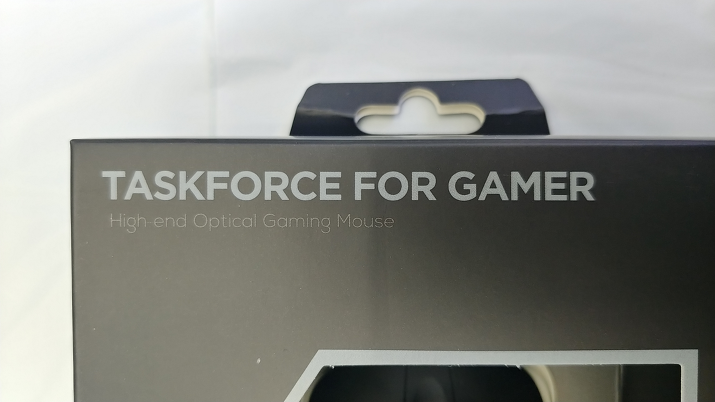 TASKFORCE FOR GAMER
High-end Optical Gaming Mouse